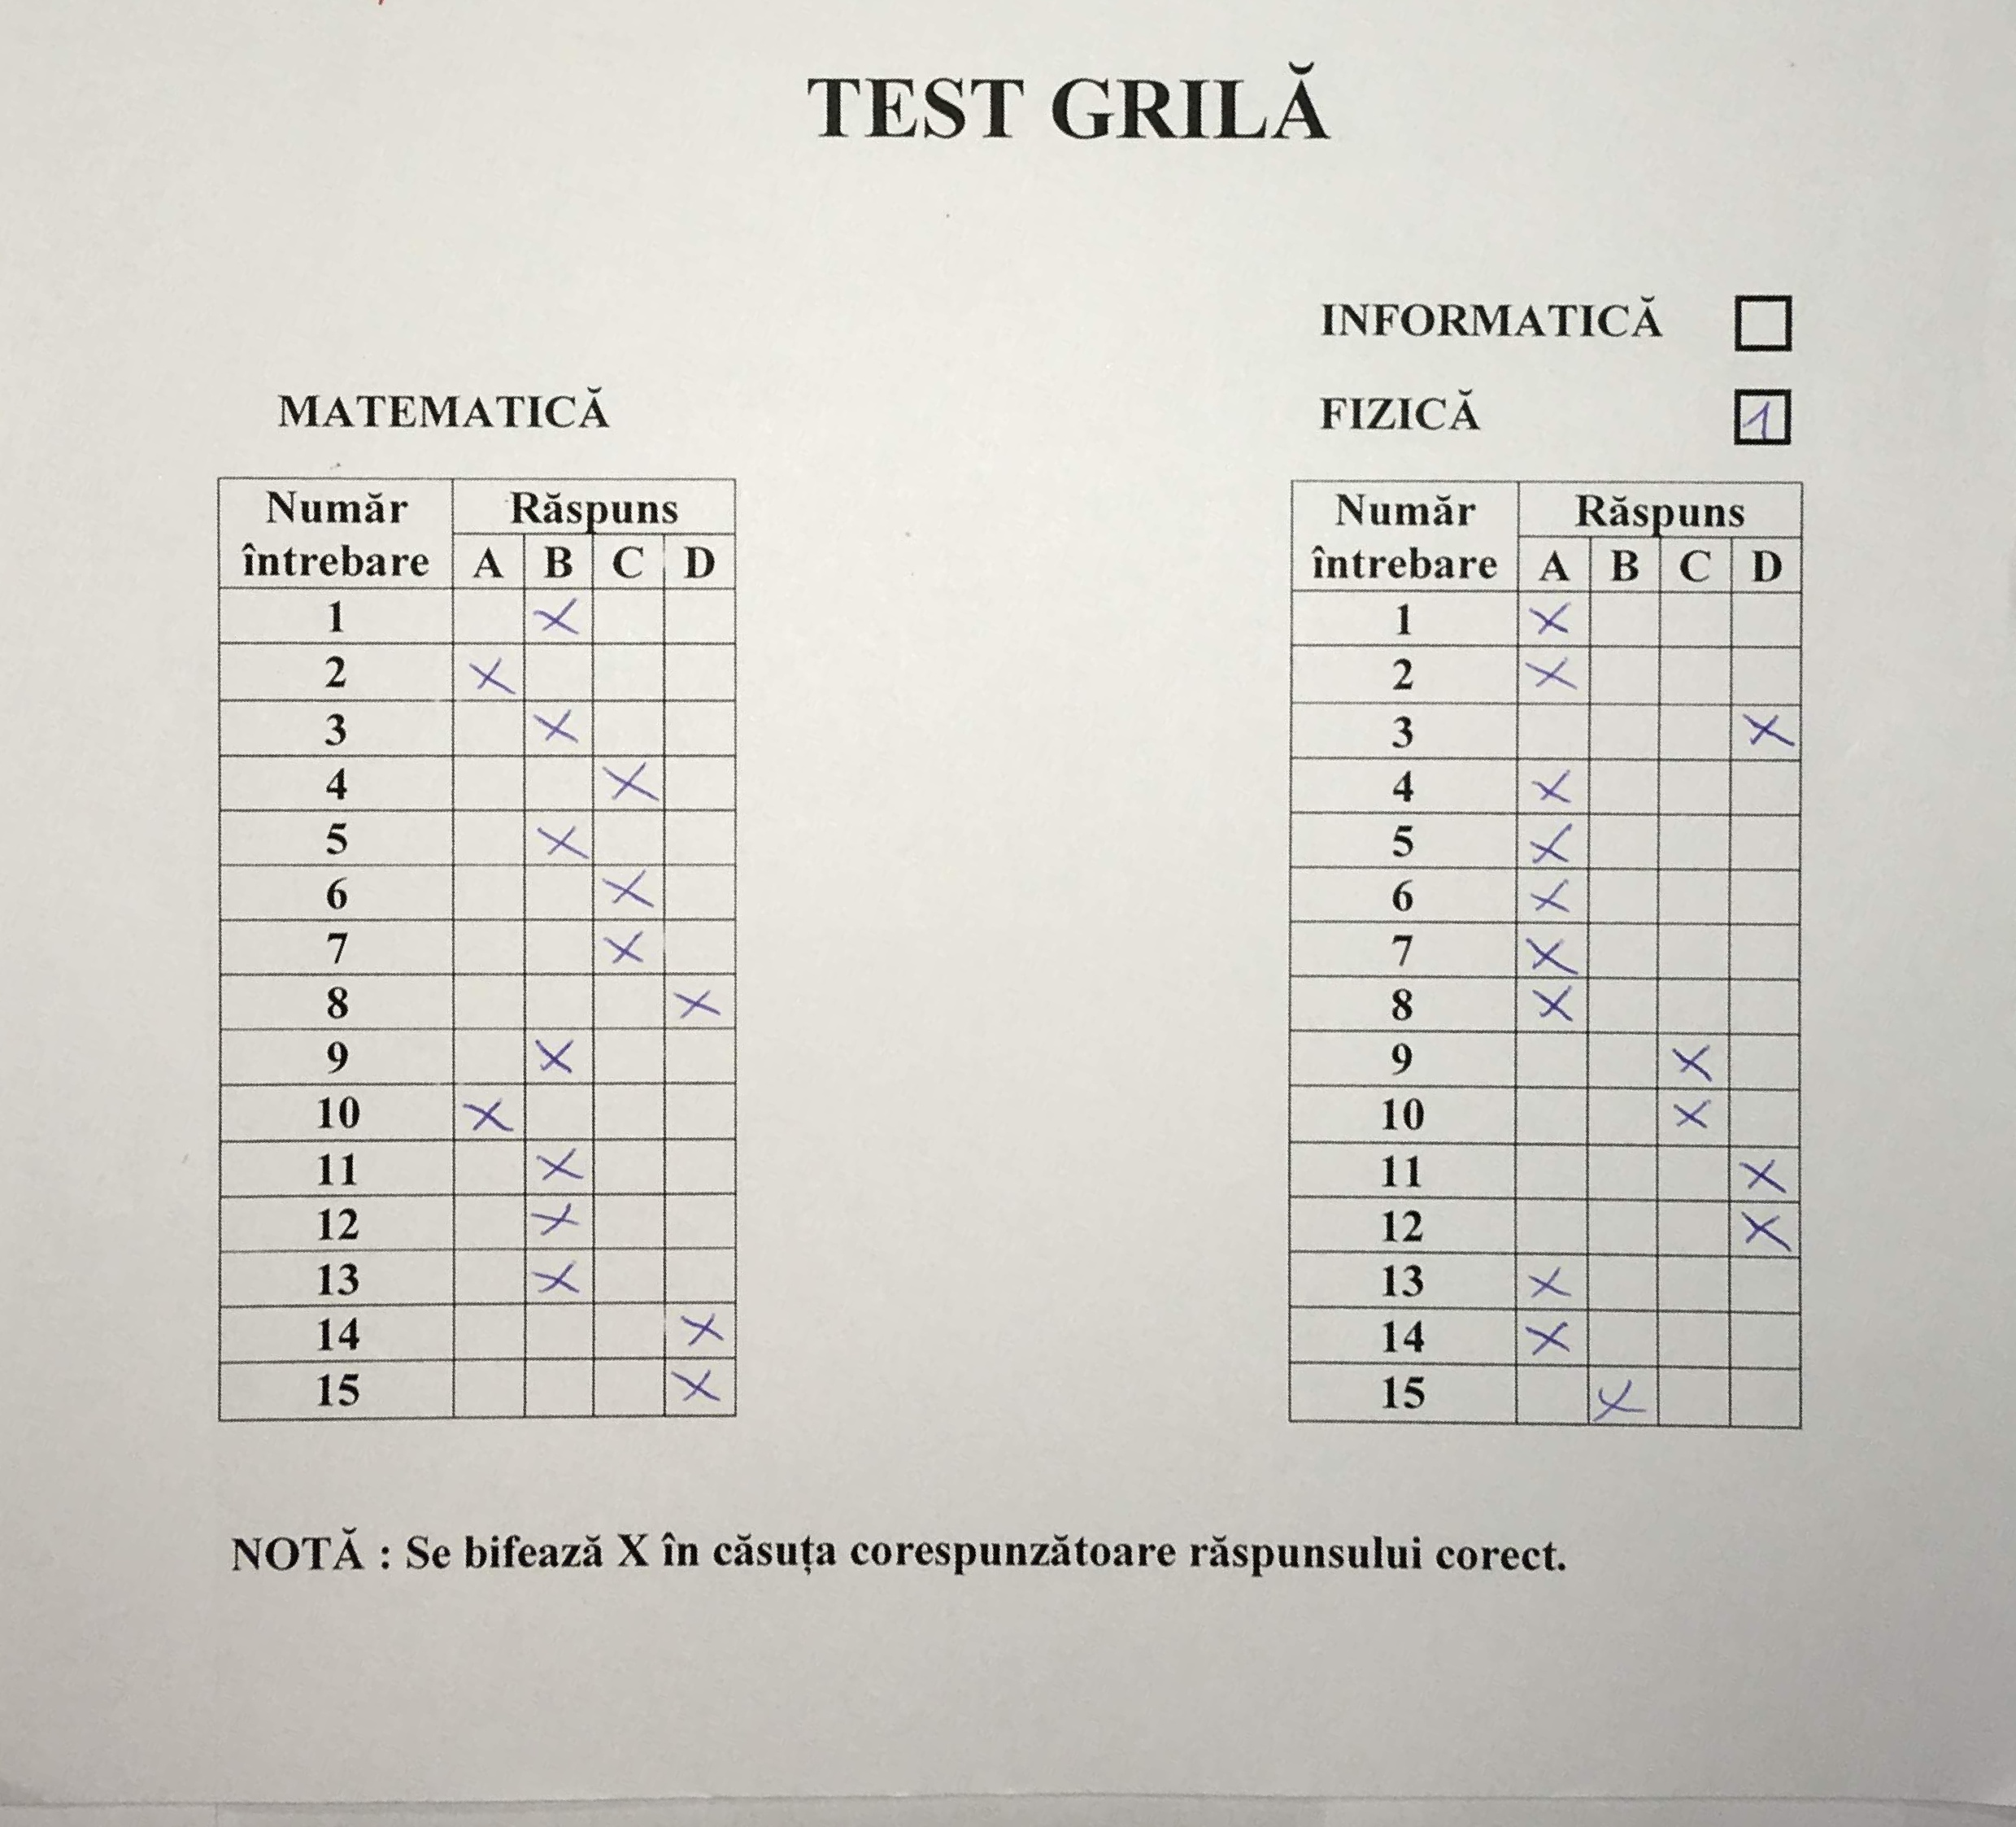 TEST GRILĂ
INFORMATICĂ
MATEMATICĂ
FIZICĂ 1
Număr întrebare Răspuns
A B C D
1 X
2 X
3 X
4 X
5 X
6 X
7 X
8 X
9 X
10 X
11 X
12 X
13 X
14 X
15 X
Număr întrebare Răspuns
A B C D
1 X
2 X
3 X
4 X
5 X
6 X
7 X
8 X
9 X
10 X
11 X
12 X
13 X
14 X
15 X
NOTĂ : Se bifează X în căsuța corespunzătoare răspunsului corect.